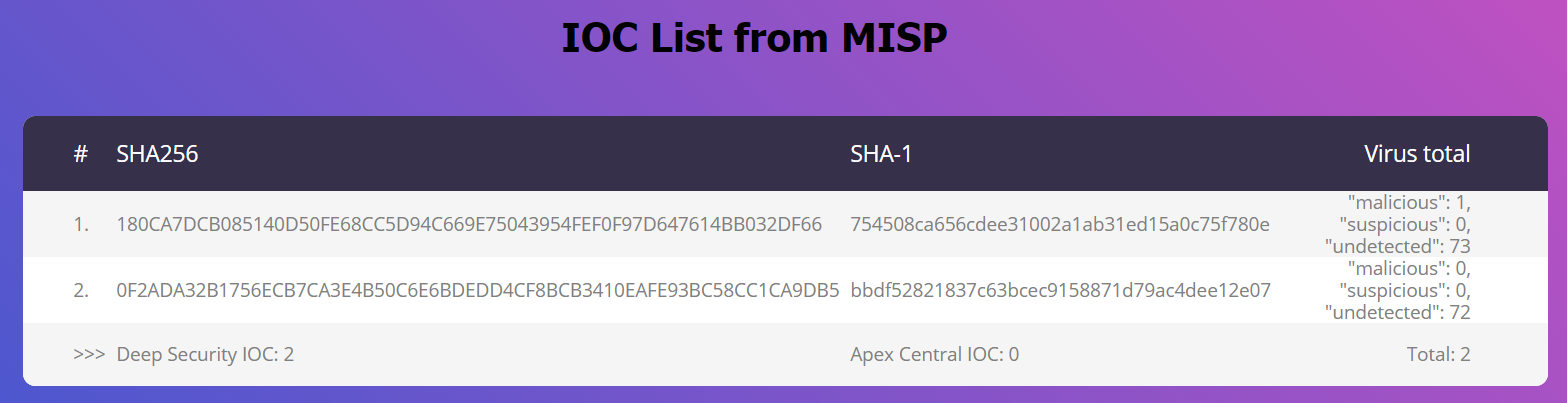 IOC List from MISP
# SHA256 SHA-1 Virus total
"malicious": 1,
1. 180CA7DCB085140D50FE68CC5D94C669E75043954FEF0F97D647614BB032DF66 754508ca656cdee31002a1ab31ed15a0c75f780e "suspicious": 0,
"undetected": 73
"malicious": 0,
2. 0F2ADA32B1756ECB7CA3E4B50C6E6BDEDD4CF8BCB3410EAFE93BC58CC1CA9DB5 bbdf52821837c63bcec9158871d79ac4dee12e07 "suspicious": 0,
"undetected": 72
>>> Deep Security IOC: 2 Apex Central IOC: 0 Total: 2